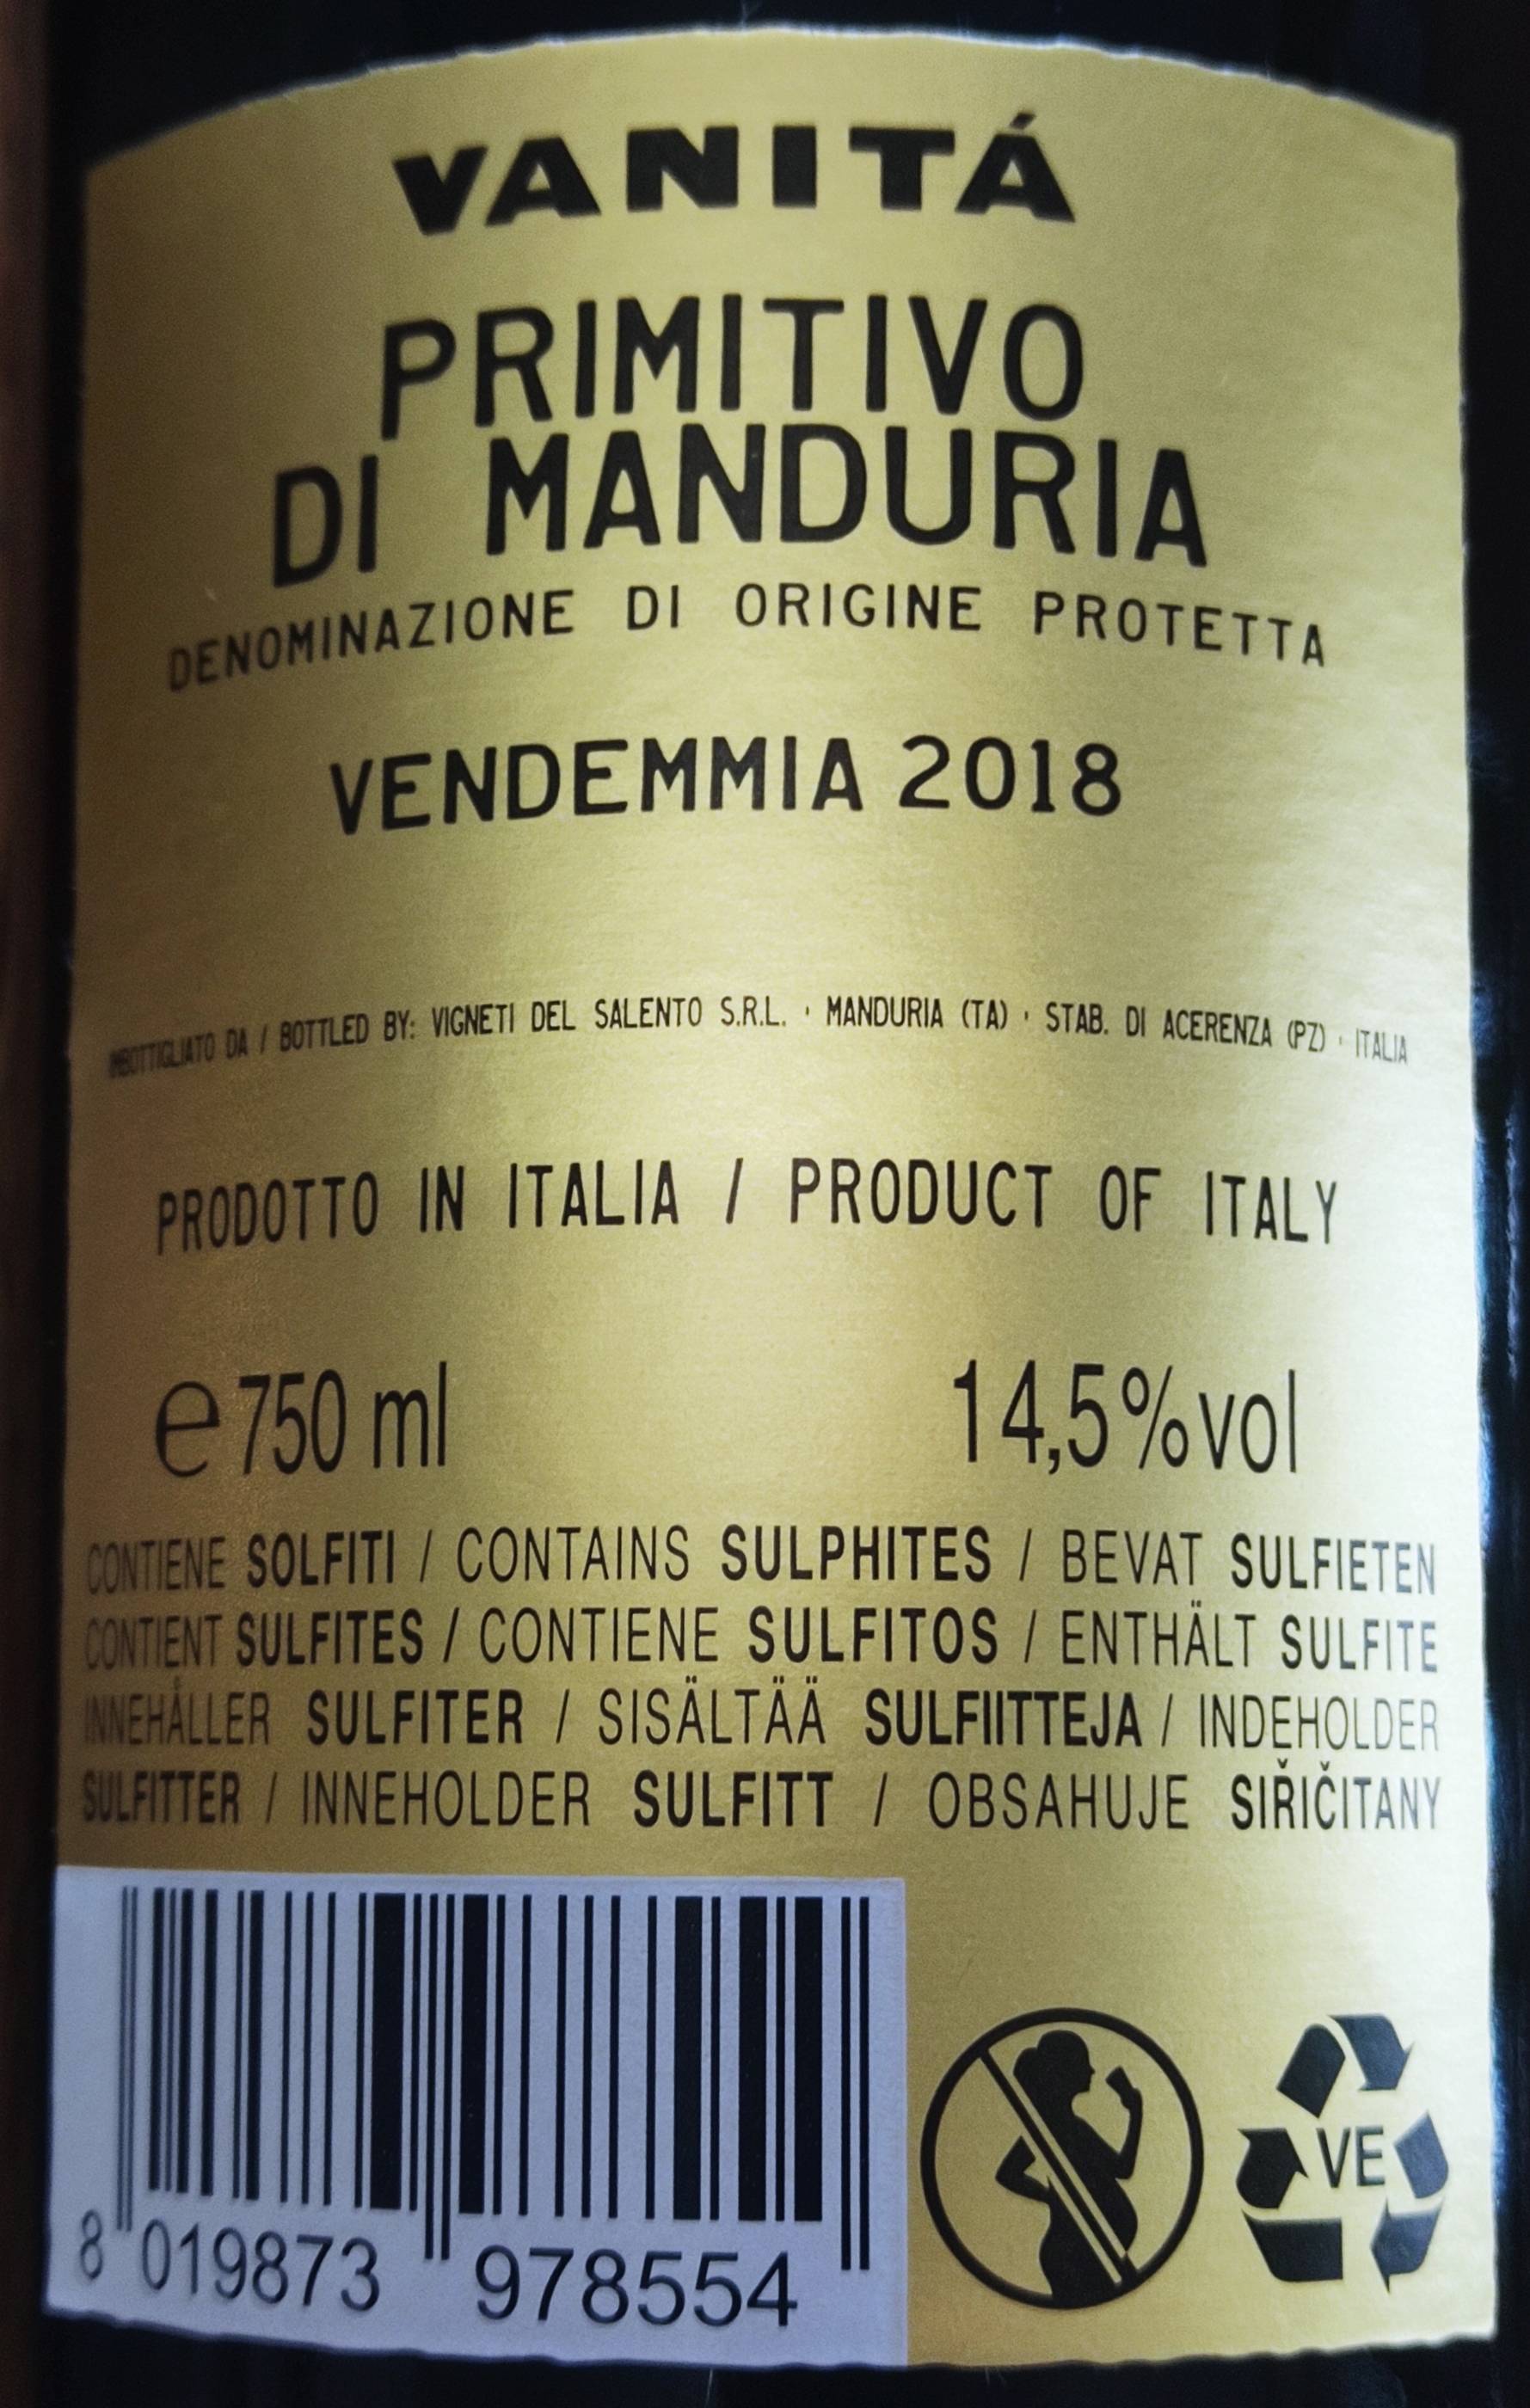 VANITÁ
PRIMITIVO
DI MANDURIA
DENOMINAZIONE DI ORIGINE PROTETTA
VENDEMMIA 2018
IMBOTTIGLIATO DA / BOTTLED BY: VIGNETI DEL SALENTO S.R.L. · MANDURIA (TA) · STAB. DI ACERENZA (PZ) · ITALIA
PRODOTTO IN ITALIA / PRODUCT OF ITALY
e 750 ml 14,5%vol
CONTIENE SOLFITI / CONTAINS SULPHITES / BEVAT SULFIETEN
CONTIENT SULFITES / CONTIENE SULFITOS / ENTHÄLT SULFITE
INNEHÅLLER SULFITER / SISÄLTÄÄ SULFIITTEJA / INDEHOLDER
SULFITTER / INNEHOLDER SULFITT / OBSAHUJE SIŘIČITANY
VE
8 019873 978554